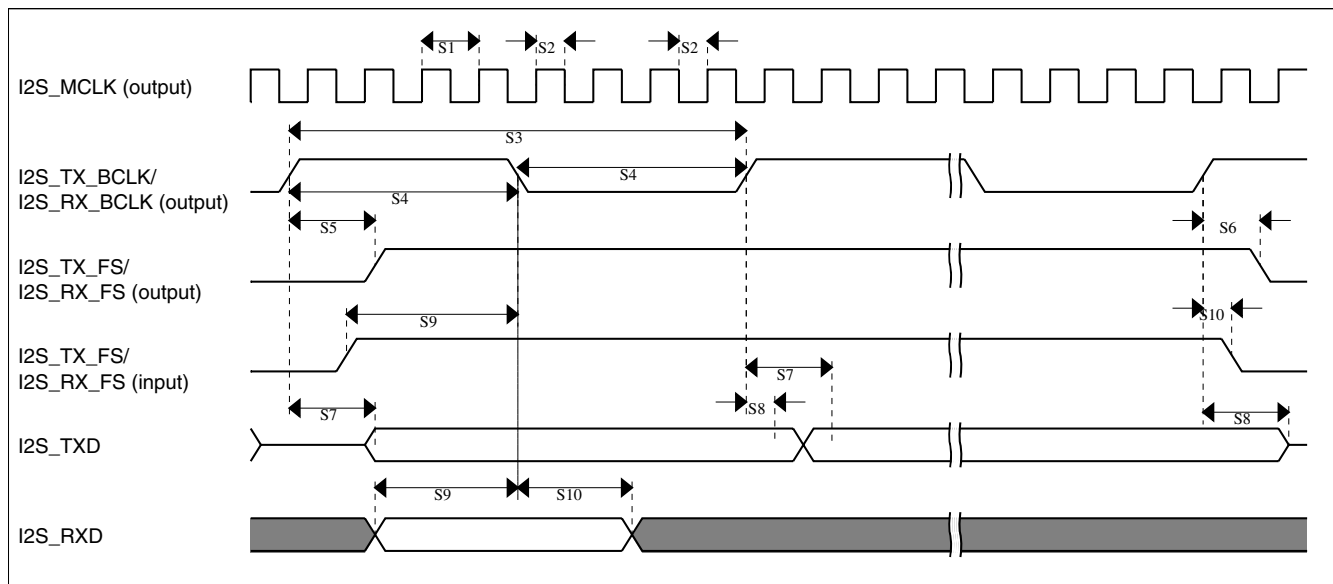 S1
S2
S2
I2S_MCLK (output)
S3
I2S_TX_BCLK/
I2S_RX_BCLK (output)
S4
S4
S5
S6
I2S_TX_FS/
I2S_RX_FS (output)
S9
S10
I2S_TX_FS/
I2S_RX_FS (input)
S7
S7
S8
S8
I2S_TXD
S9
S10
I2S_RXD